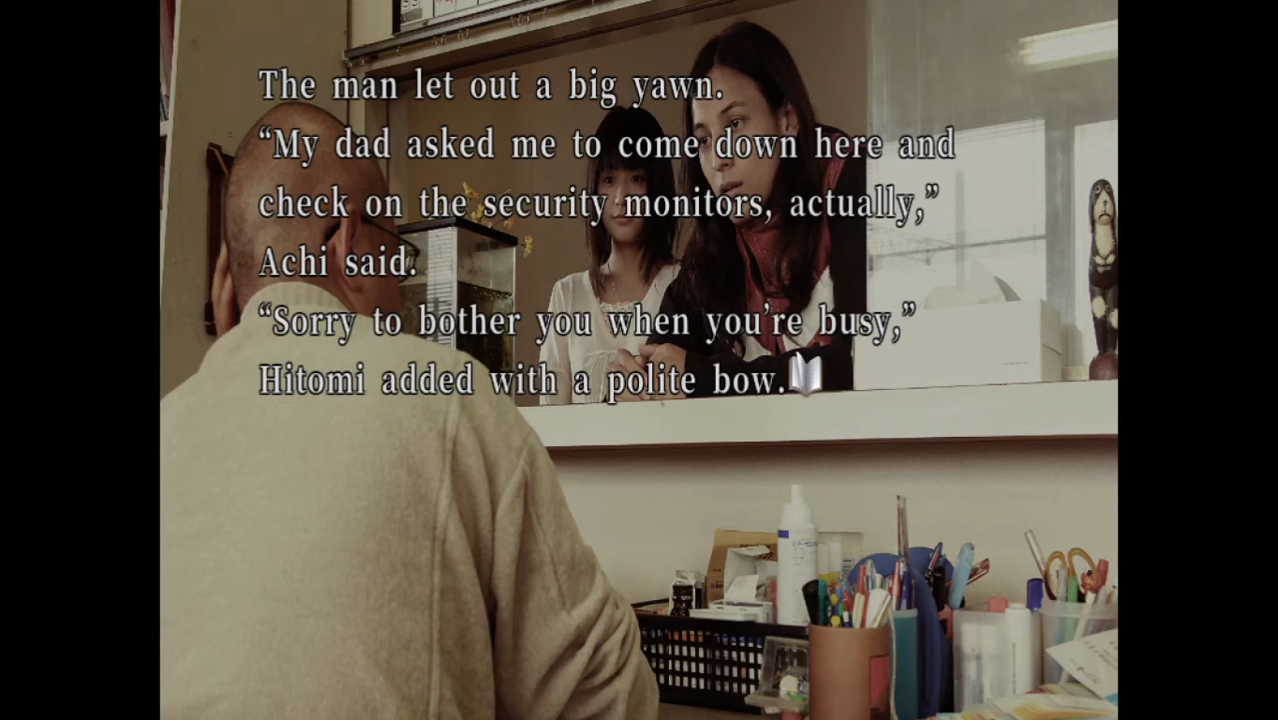 The man let out a big yawn.
“My dad asked me to come down here and
check on the security monitors, actually,”
Achi said.
“Sorry to bother you when you’re busy,”
Hitomi added with a polite bow.